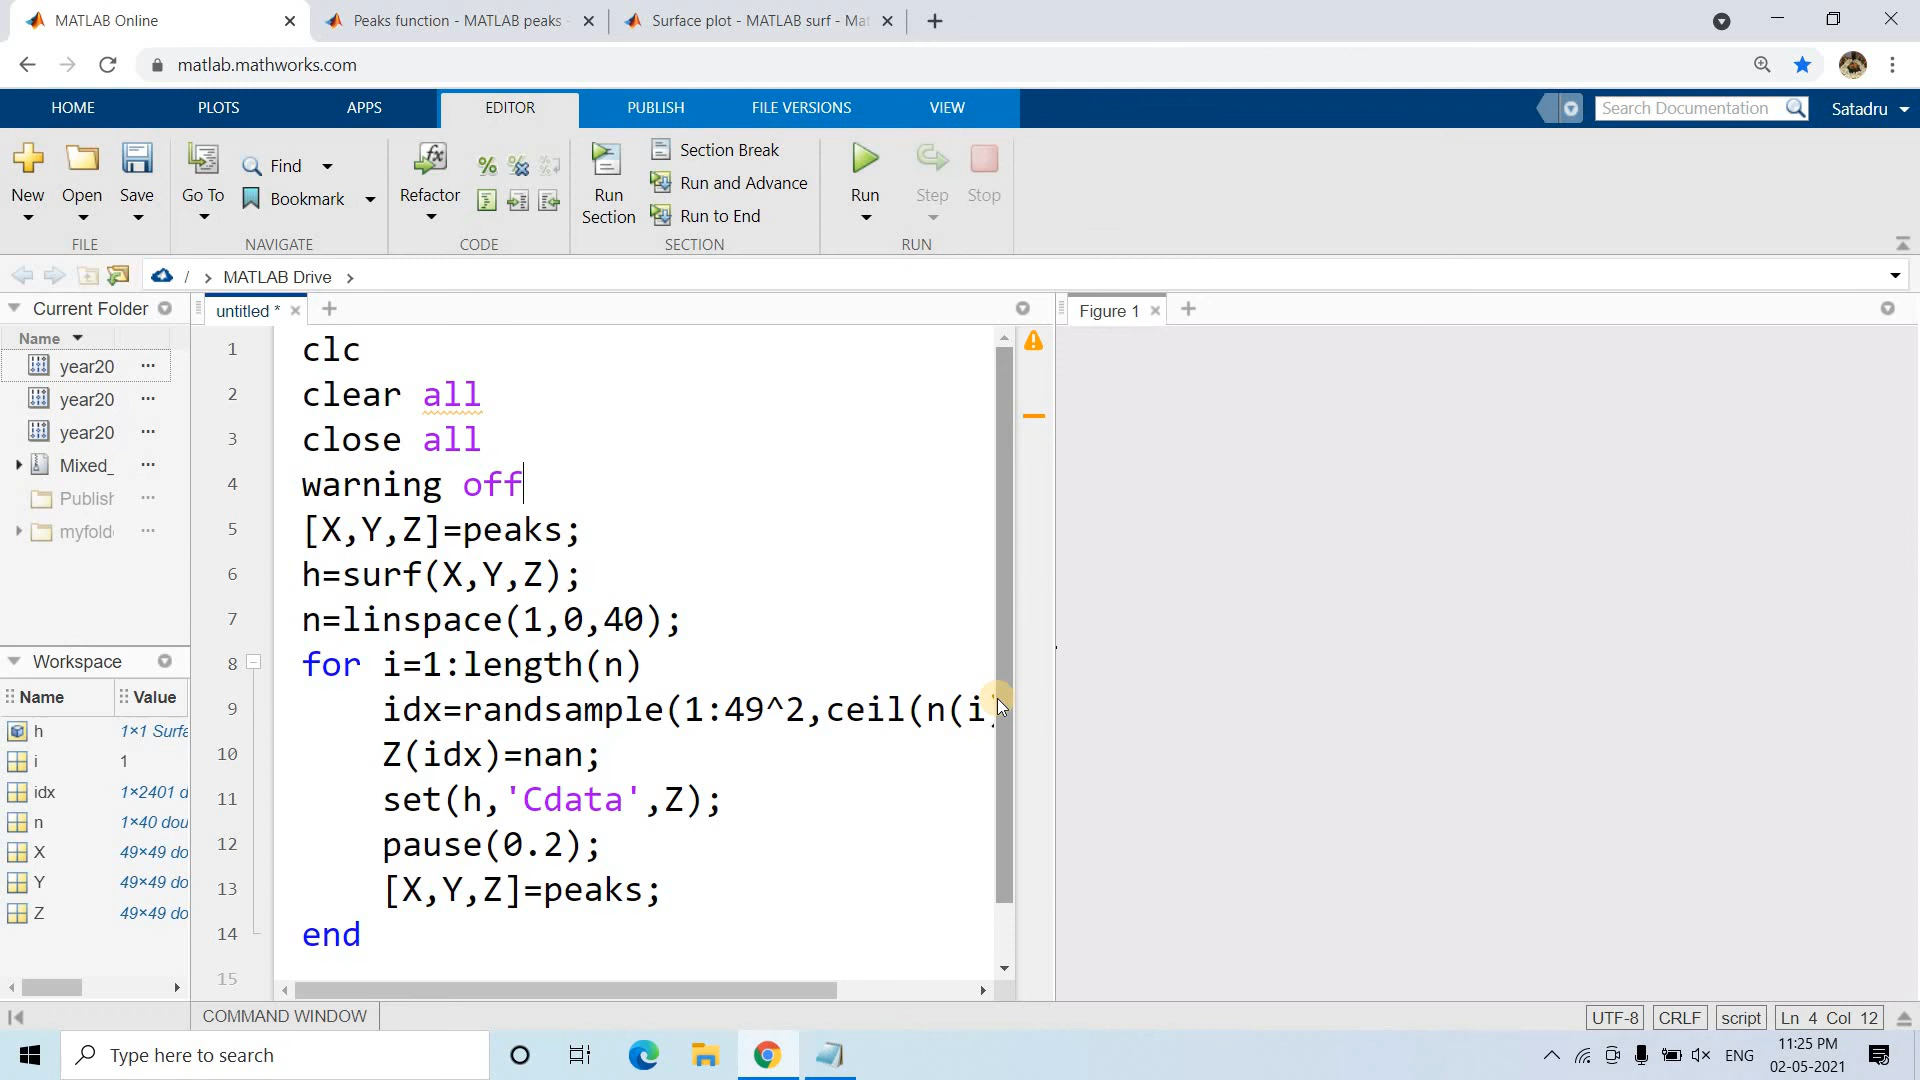 MATLAB Online
Peaks function - MATLAB peaks -
Surface plot - MATLAB surf - Mat
matlab.mathworks.com
HOME
PLOTS
APPS
EDITOR
PUBLISH
FILE VERSIONS
VIEW
Search Documentation
Satadru
New
Open
Save
FILE
Go To
Find
Bookmark
NAVIGATE
Refactor
CODE
Run Section
Section Break
Run and Advance
Run to End
SECTION
Run
Step
Stop
RUN
/ › MATLAB Drive ›
Current Folder
Name
year20 ...
year20 ...
year20 ...
Mixed_ ...
Publish ...
myfold ...
Workspace
Name Value
h 1×1 Surfa
i 1
idx 1×2401 d
n 1×40 dou
X 49×49 do
Y 49×49 do
Z 49×49 do
untitled *
1 clc
2 clear all
3 close all
4 warning off
5 [X,Y,Z]=peaks;
6 h=surf(X,Y,Z);
7 n=linspace(1,0,40);
8 for i=1:length(n)
9 idx=randsample(1:49^2,ceil(n(i)
10 Z(idx)=nan;
11 set(h,'Cdata',Z);
12 pause(0.2);
13 [X,Y,Z]=peaks;
14 end
15
Figure 1
COMMAND WINDOW
UTF-8
CRLF
script
Ln 4 Col 12
Type here to search
ENG
11:25 PM
02-05-2021